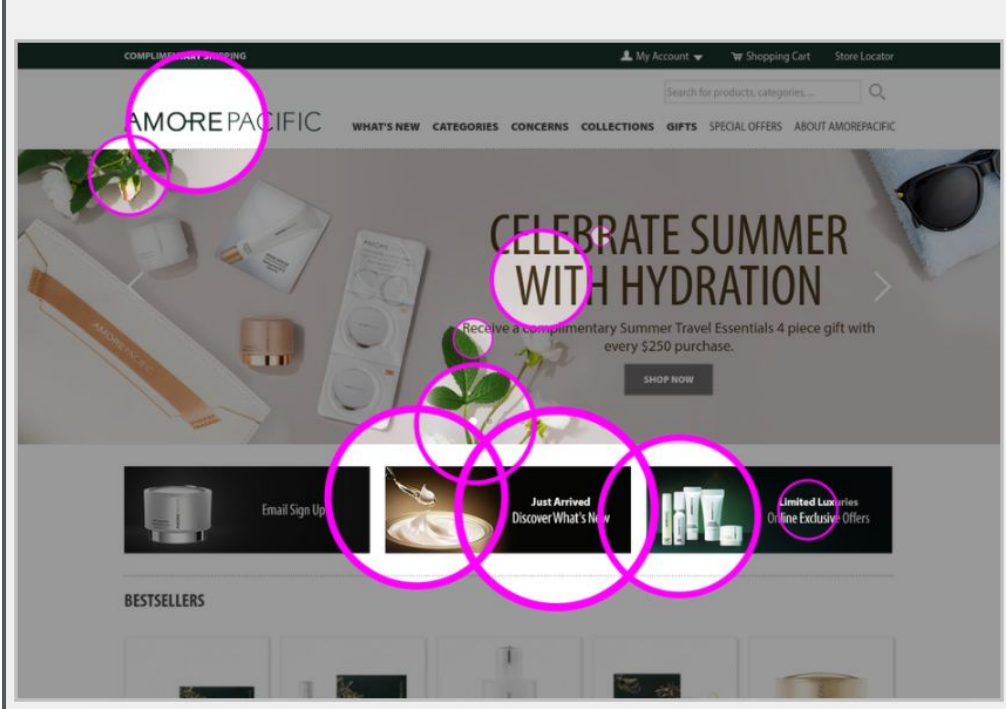 COMPLIMENTARY SHIPPING
My Account
Shopping Cart
Store Locator
Search for products, categories, ...
AMOREPACIFIC
WHAT'S NEW CATEGORIES CONCERNS COLLECTIONS GIFTS SPECIAL OFFERS ABOUT AMOREPACIFIC
CELEBRATE SUMMER
WITH HYDRATION
Receive a complimentary Summer Travel Essentials 4 piece gift with
every $250 purchase.
SHOP NOW
AMOREPACIFIC
Email Sign Up
Just Arrived
Discover What's New
Limited Luxuries
Online Exclusive Offers
BESTSELLERS